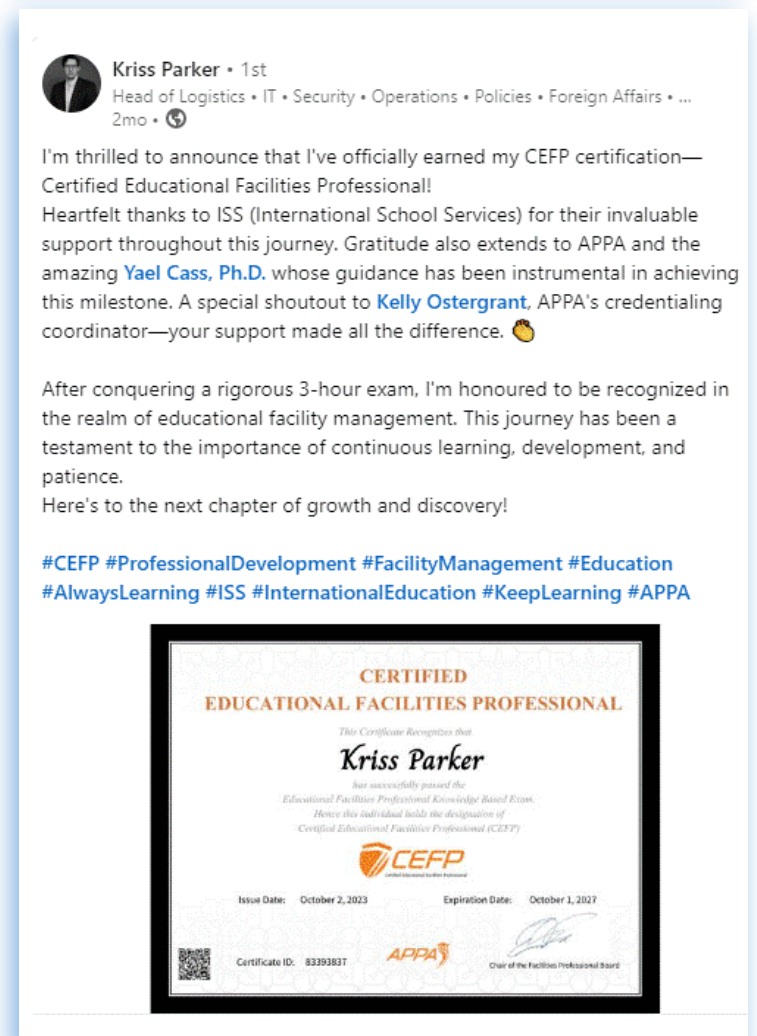 Kriss Parker • 1st
Head of Logistics • IT • Security • Operations • Policies • Foreign Affairs • ...
2mo •
I'm thrilled to announce that I've officially earned my CEFP certification—
Certified Educational Facilities Professional!
Heartfelt thanks to ISS (International School Services) for their invaluable
support throughout this journey. Gratitude also extends to APPA and the
amazing Yael Cass, Ph.D. whose guidance has been instrumental in achieving
this milestone. A special shoutout to Kelly Ostergrant, APPA's credentialing
coordinator—your support made all the difference. 👏
After conquering a rigorous 3-hour exam, I'm honoured to be recognized in
the realm of educational facility management. This journey has been a
testament to the importance of continuous learning, development, and
patience.
Here's to the next chapter of growth and discovery!
#CEFP #ProfessionalDevelopment #FacilityManagement #Education
#AlwaysLearning #ISS #InternationalEducation #KeepLearning #APPA
CERTIFIED
EDUCATIONAL FACILITIES PROFESSIONAL
This Certificate Recognizes that
Kriss Parker
has successfully passed the
Educational Facilities Professional Knowledge Based Exam.
Hence this individual holds the designation of
Certified Educational Facilities Professional (CEFP)
CEFP
Certified Educational Facilities Professional
Issue Date: October 2, 2023 Expiration Date: October 1, 2027
Certificate ID: 83393837 APPA
Chair of the Facilities Professional Board